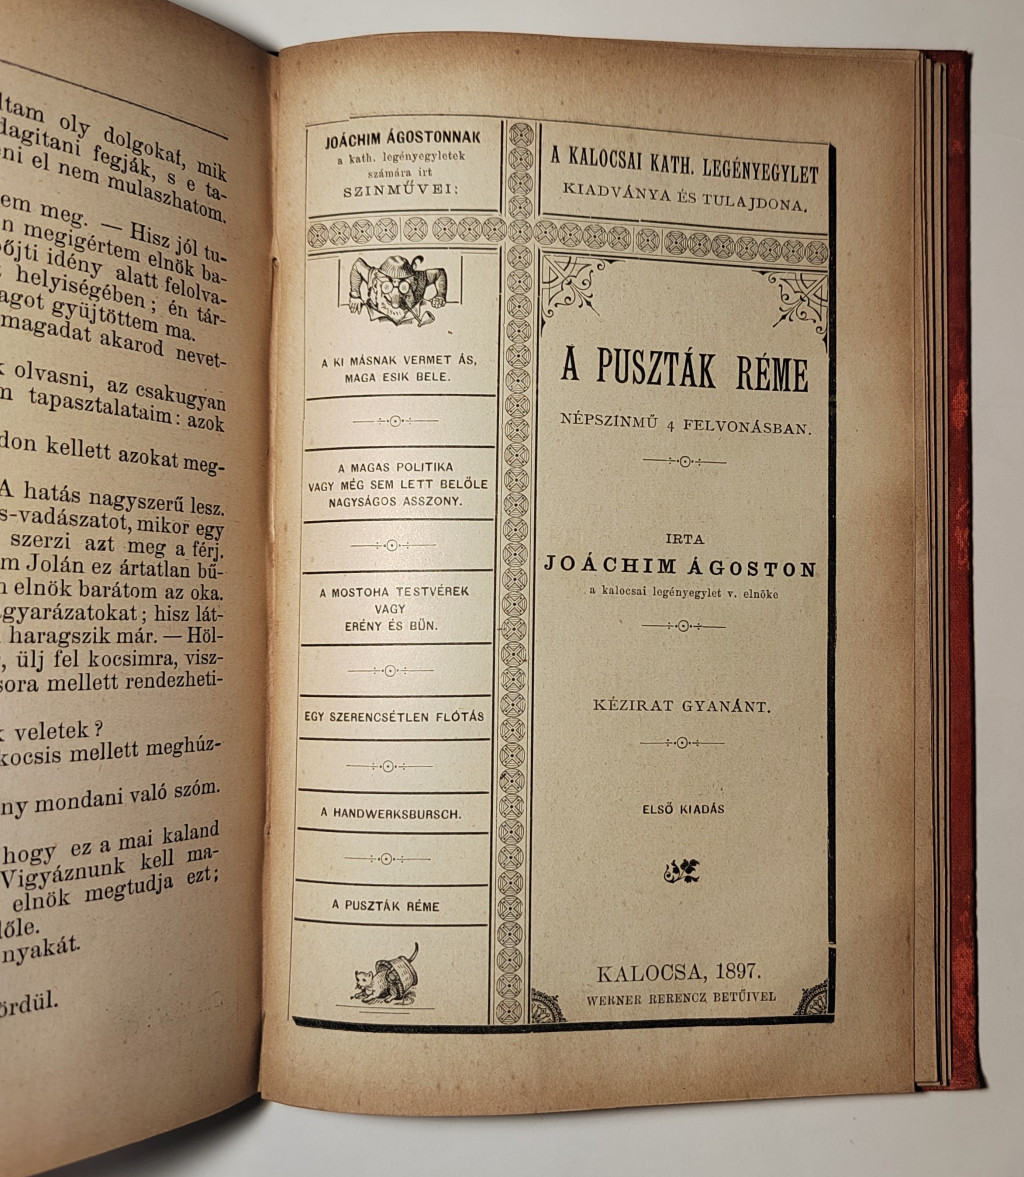 ltam oly dolgokat, mik
dagitani fegják, s e ta-
eni el nem mulaszhatom.
em meg. — Hisz jól tu-
n megigértem elnök ba-
őjti idény alatt felolva-
helyiségében; én tár-
agot gyüjtöttem ma.
magadat akarod nevet-
k olvasni, az csakugyan
n tapasztalataim: azok
don kellett azokat meg-
A hatás nagyszerű lesz.
s-vadászatot, mikor egy
szerzi azt meg a férj.
m Jolán ez ártatlan bű-
n elnök barátom az oka.
gyarázatokat; hisz lát-
haragszik már. — Höl-
, ülj fel kocsimra, visz-
sora mellett rendezheti-
k veletek?
kocsis mellett meghúz-
ny mondani való szóm.
hogy ez a mai kaland
Vigyáznunk kell ma-
elnök megtudja ezt;
lőle.
nyakát.
ördül.
JOÁCHIM ÁGOSTONNAK
a kath. legényegyletek
számára irt
SZINMŰVEI:
A KI MÁSNAK VERMET ÁS,
MAGA ESIK BELE.
A MAGAS POLITIKA
VAGY MÉG SEM LETT BELŐLE
NAGYSÁGOS ASSZONY.
A MOSTOHA TESTVÉREK
VAGY
ERÉNY ÉS BŰN.
EGY SZERENCSÉTLEN FLÓTÁS
A HANDWERKSBURSCH.
A PUSZTÁK RÉME
A KALOCSAI KATH. LEGÉNYEGYLET
KIADVÁNYA ÉS TULAJDONA.
A PUSZTÁK RÉME
NÉPSZINMŰ 4 FELVONÁSBAN.
IRTA
JOÁCHIM ÁGOSTON
a kalocsai legényegylet v. elnöke
KÉZIRAT GYANÁNT.
ELSŐ KIADÁS
KALOCSA, 1897.
WERNER RERENCZ BETŰIVEL